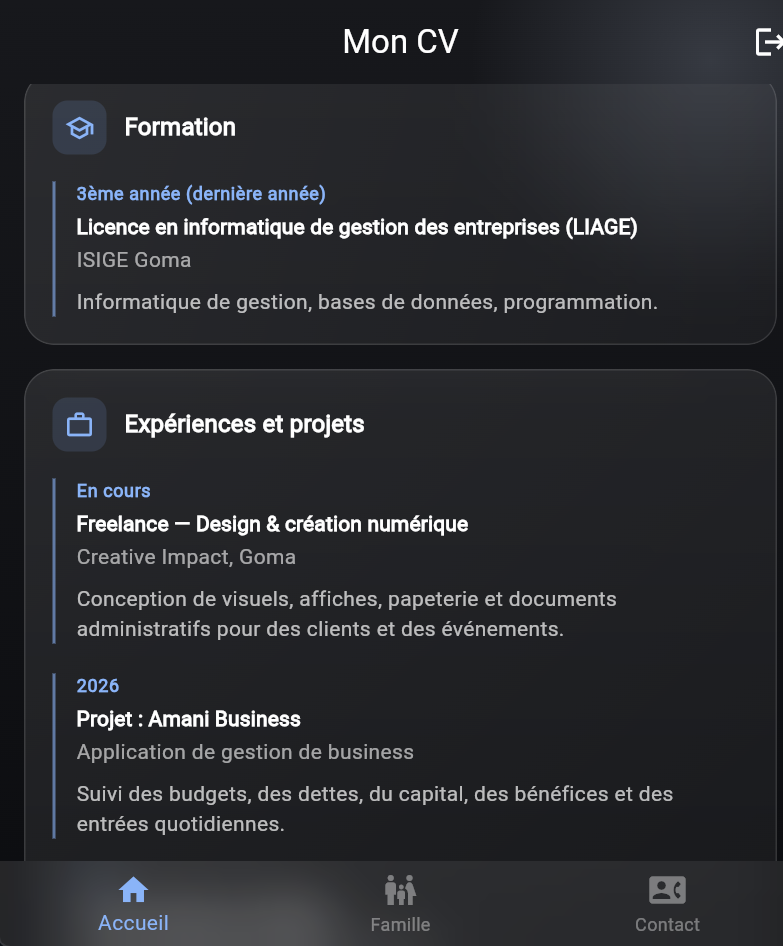 Mon CV
Formation
3ème année (dernière année)
Licence en informatique de gestion des entreprises (LIAGE)
ISIGE Goma
Informatique de gestion, bases de données, programmation.
Expériences et projets
En cours
Freelance — Design & création numérique
Creative Impact, Goma
Conception de visuels, affiches, papeterie et documents
administratifs pour des clients et des événements.
2026
Projet : Amani Business
Application de gestion de business
Suivi des budgets, des dettes, du capital, des bénéfices et des
entrées quotidiennes.
Accueil
Famille
Contact